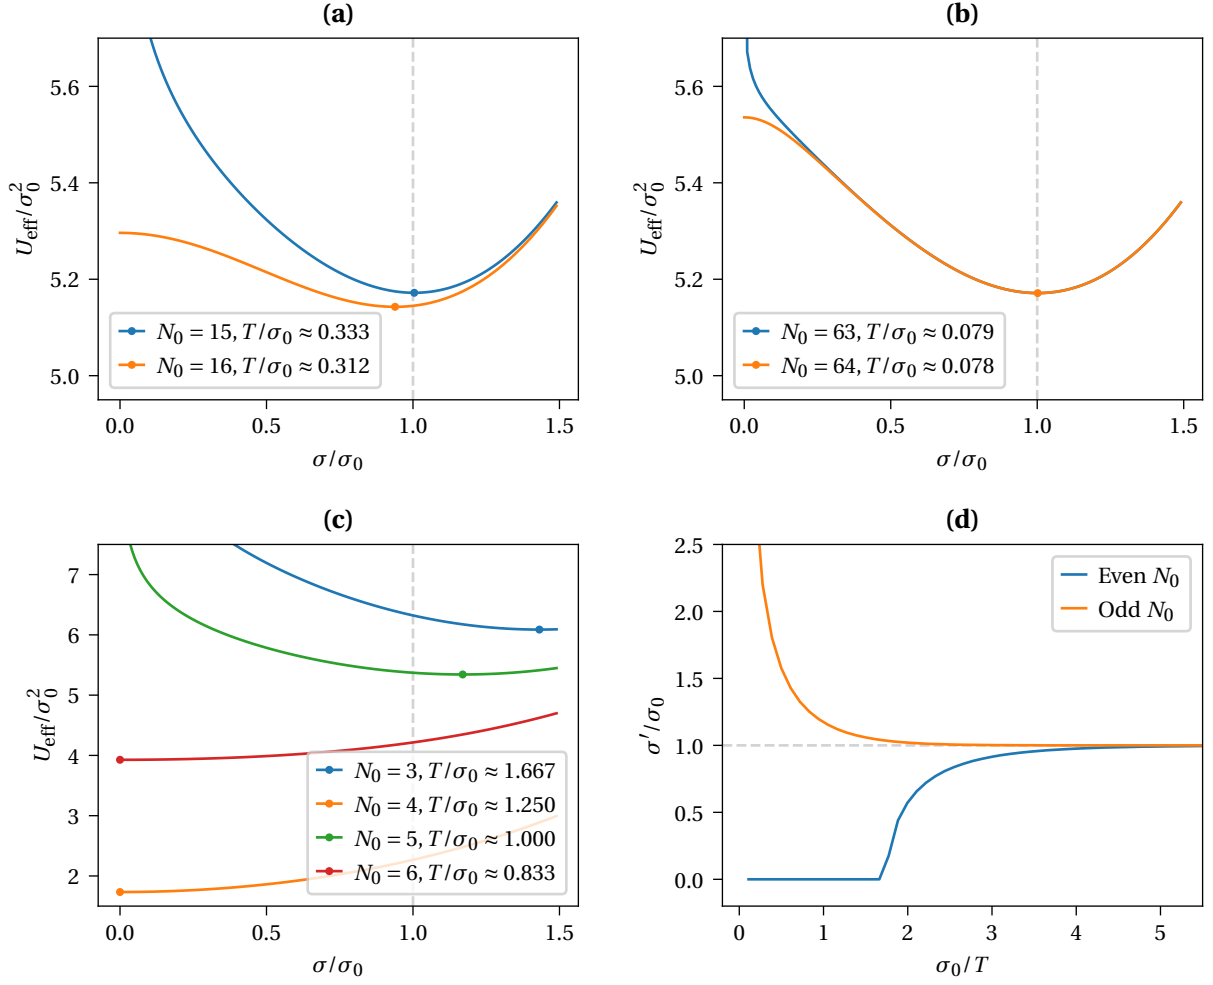 (a)
U_eff/σ_0^2
5.6
5.4
5.2
5.0
N_0 = 15, T/σ_0 ≈ 0.333
N_0 = 16, T/σ_0 ≈ 0.312
0.0 0.5 1.0 1.5
σ/σ_0
(b)
U_eff/σ_0^2
5.6
5.4
5.2
5.0
N_0 = 63, T/σ_0 ≈ 0.079
N_0 = 64, T/σ_0 ≈ 0.078
0.0 0.5 1.0 1.5
σ/σ_0
(c)
U_eff/σ_0^2
7
6
5
4
3
2
N_0 = 3, T/σ_0 ≈ 1.667
N_0 = 4, T/σ_0 ≈ 1.250
N_0 = 5, T/σ_0 ≈ 1.000
N_0 = 6, T/σ_0 ≈ 0.833
0.0 0.5 1.0 1.5
σ/σ_0
(d)
σ′/σ_0
2.5
2.0
1.5
1.0
0.5
0.0
Even N_0
Odd N_0
0 1 2 3 4 5
σ_0/T